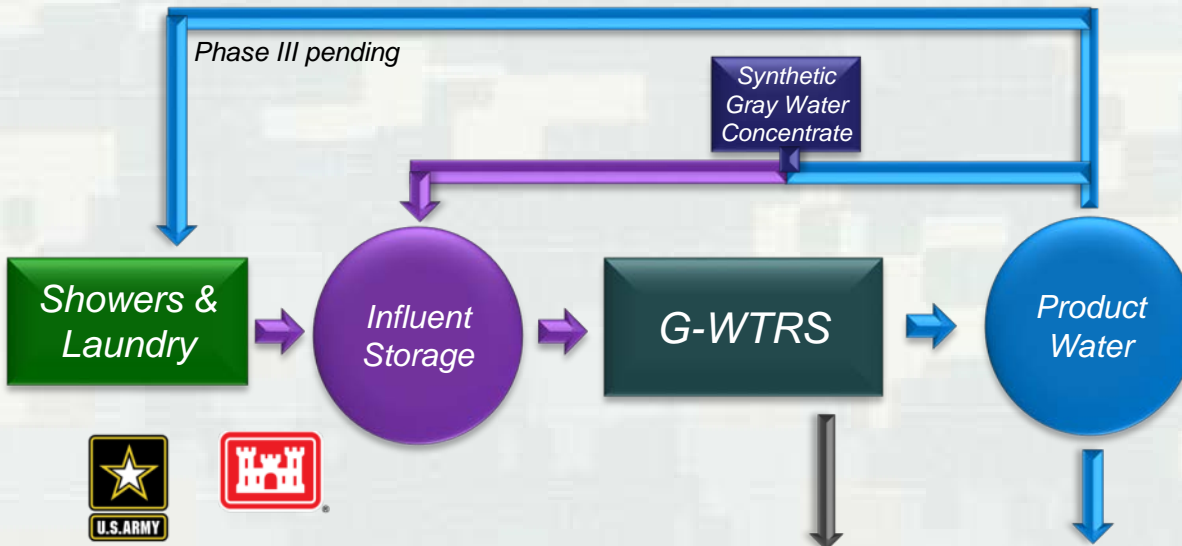 Phase III pending
Synthetic
Gray Water
Concentrate
Showers &
Laundry
Influent
Storage
G-WTRS
Product
Water
U.S.ARMY
®